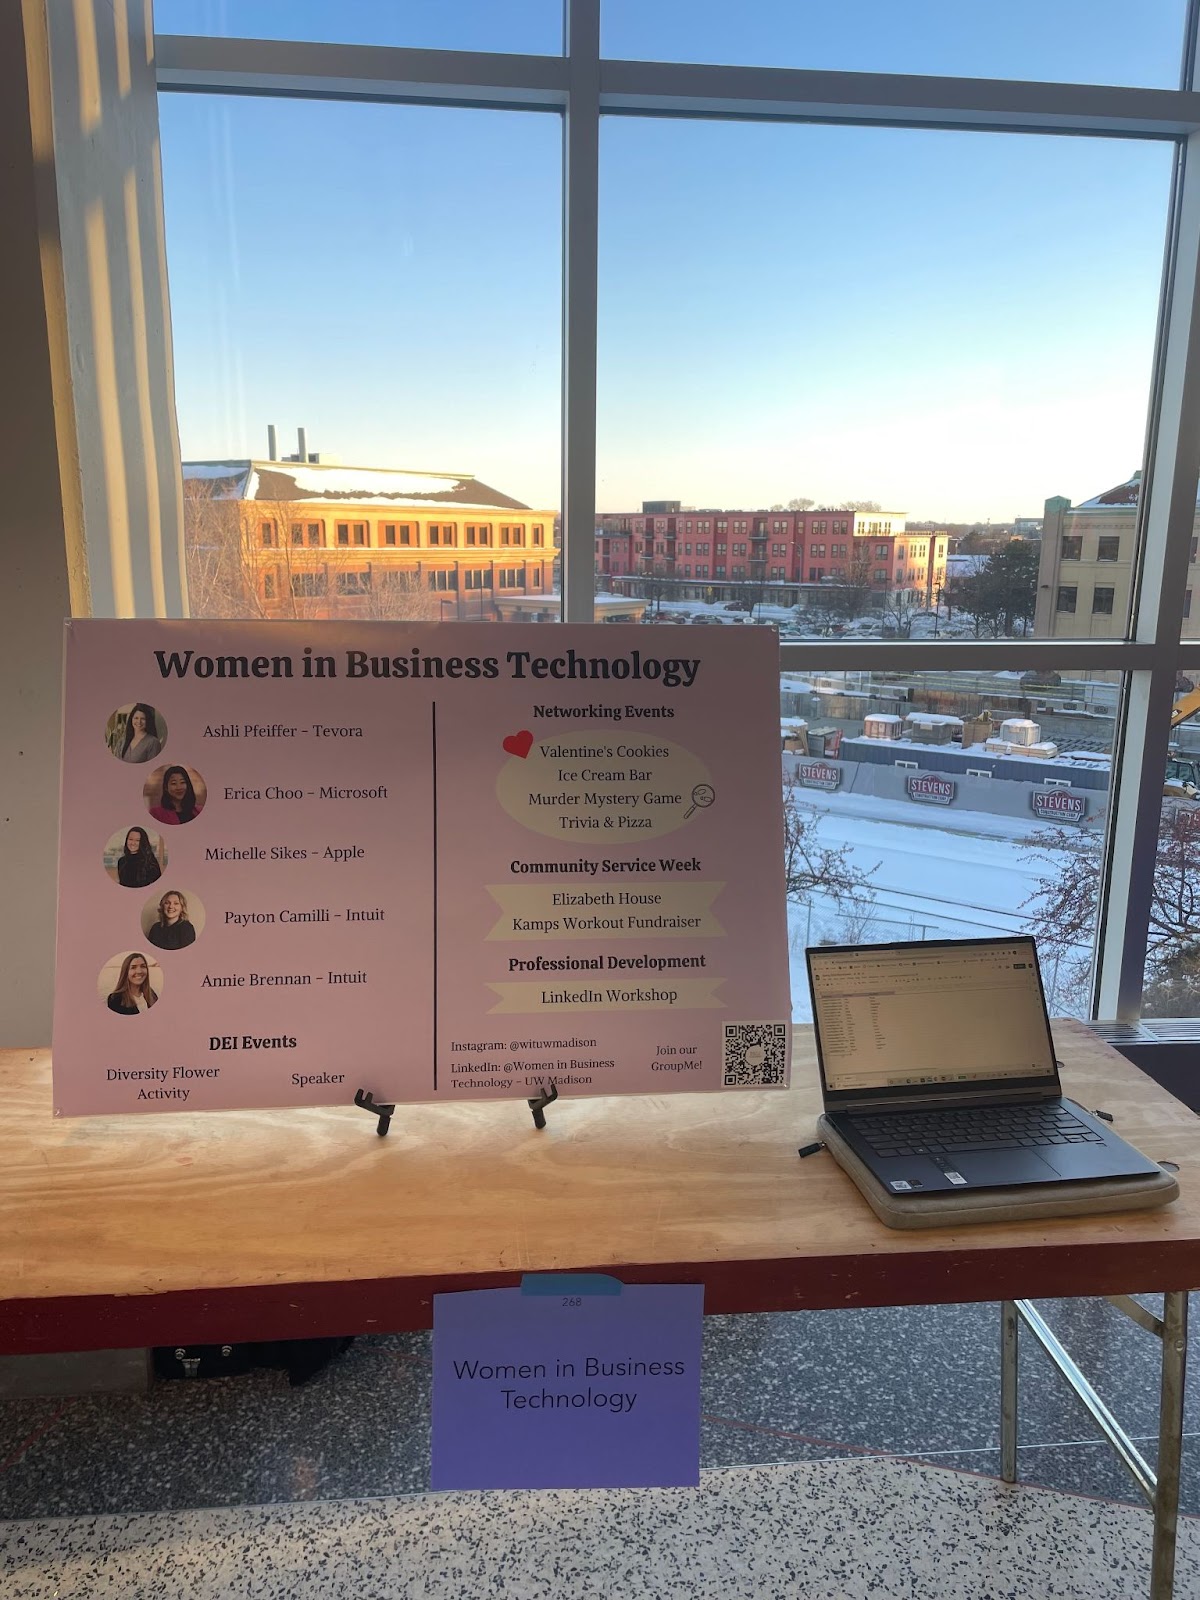 Women in Business Technology
Ashli Pfeiffer - Tevora
Erica Choo - Microsoft
Michelle Sikes - Apple
Payton Camilli - Intuit
Annie Brennan - Intuit
DEI Events
Diversity Flower
Activity
Speaker
Networking Events
Valentine's Cookies
Ice Cream Bar
Murder Mystery Game
Trivia & Pizza
Community Service Week
Elizabeth House
Kamps Workout Fundraiser
Professional Development
LinkedIn Workshop
Instagram: @wituwmadison
LinkedIn: @Women in Business
Technology - UW Madison
Join our
GroupMe!
STEVENS
STEVENS
STEVENS
268
Women in Business
Technology